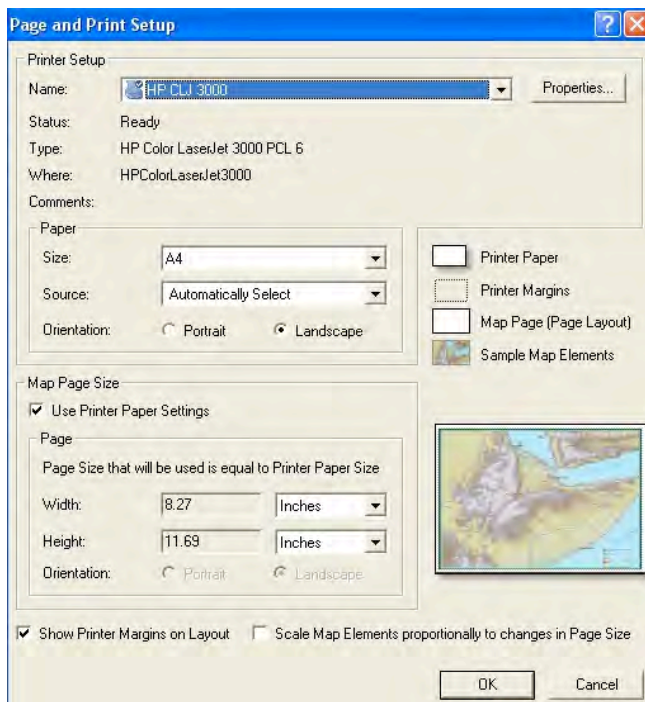 Page and Print Setup
Printer Setup
Name: HP CLJ 3000 Properties...
Status: Ready
Type: HP Color LaserJet 3000 PCL 6
Where: HPColorLaserJet3000
Comments:
Paper
Size: A4
Source: Automatically Select
Orientation: Portrait Landscape
Printer Paper
Printer Margins
Map Page (Page Layout)
Sample Map Elements
Map Page Size
Use Printer Paper Settings
Page
Page Size that will be used is equal to Printer Paper Size
Width: 8.27 Inches
Height: 11.69 Inches
Orientation: Portrait Landscape
Show Printer Margins on Layout Scale Map Elements proportionally to changes in Page Size
OK Cancel